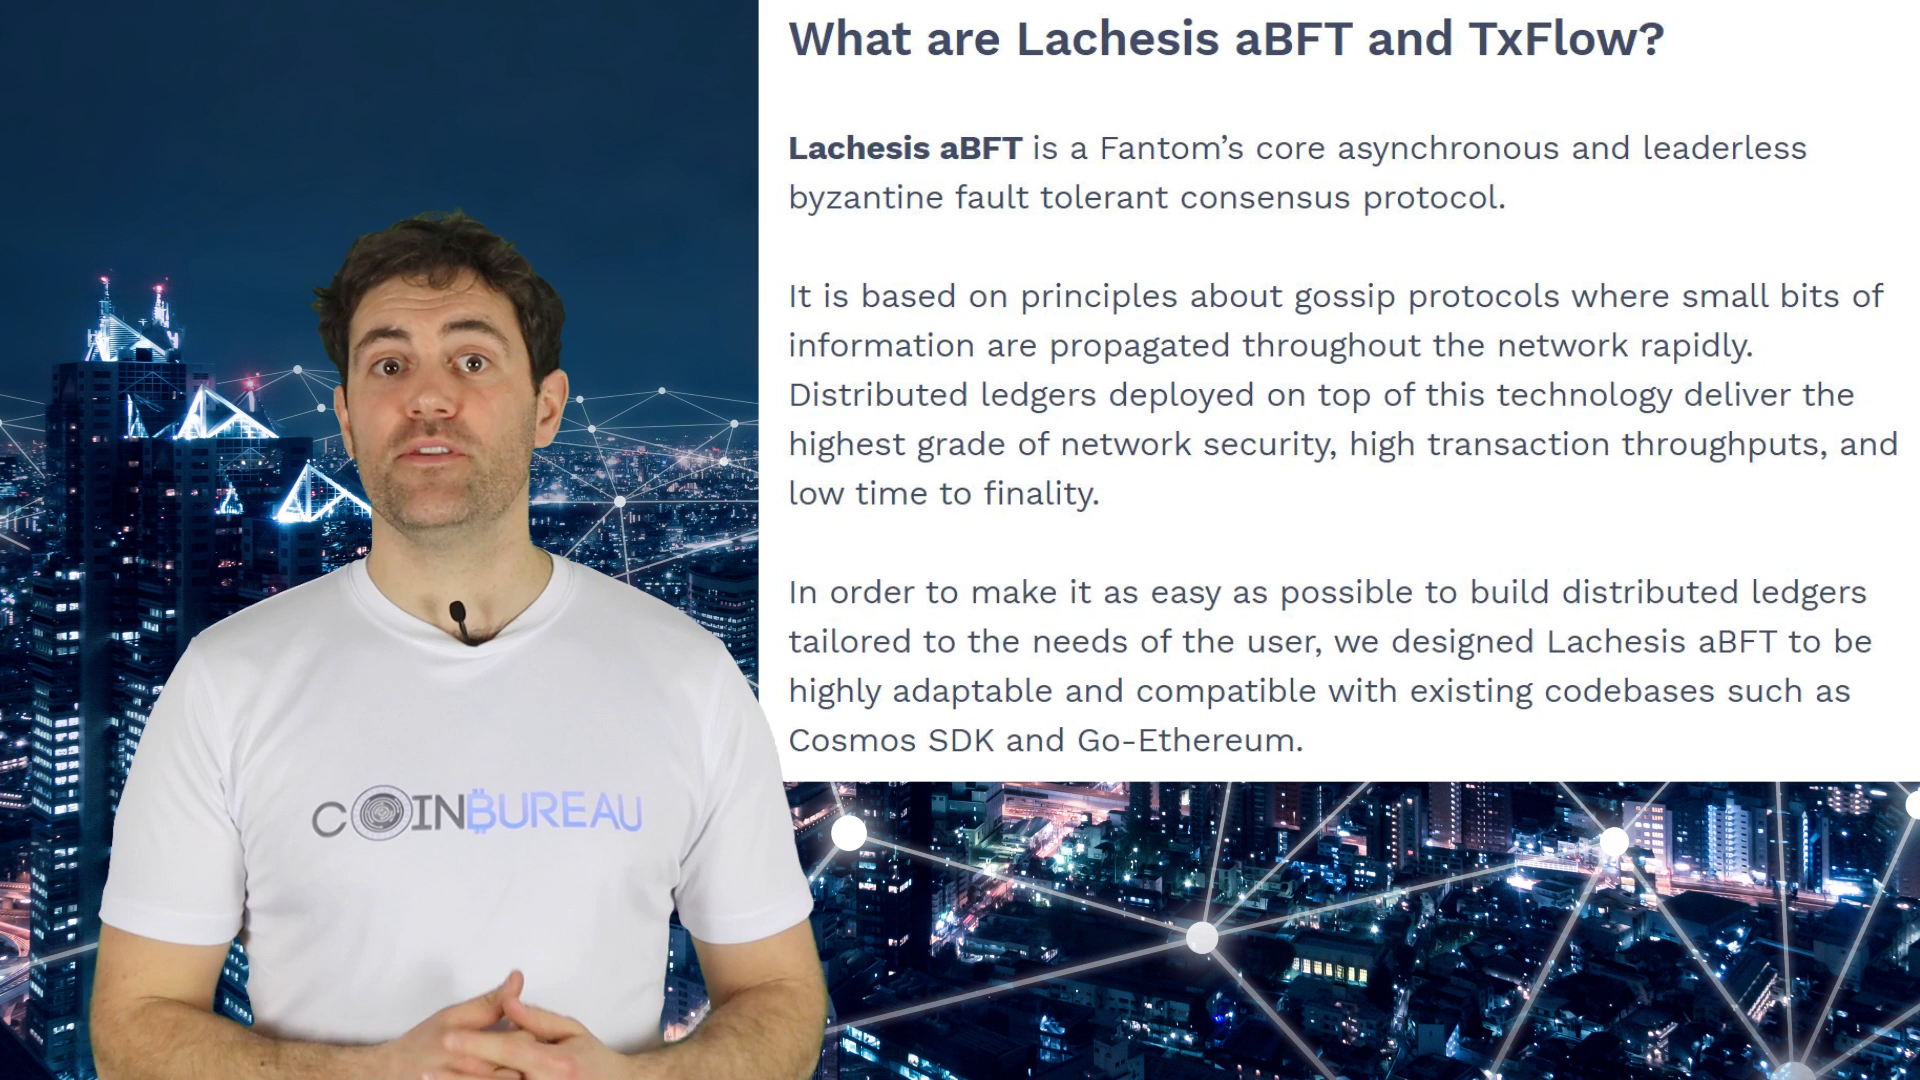 What are Lachesis aBFT and TxFlow?
Lachesis aBFT is a Fantom’s core asynchronous and leaderless
byzantine fault tolerant consensus protocol.
It is based on principles about gossip protocols where small bits of
information are propagated throughout the network rapidly.
Distributed ledgers deployed on top of this technology deliver the
highest grade of network security, high transaction throughputs, and
low time to finality.
In order to make it as easy as possible to build distributed ledgers
tailored to the needs of the user, we designed Lachesis aBFT to be
highly adaptable and compatible with existing codebases such as
Cosmos SDK and Go-Ethereum.
COINBUREAU